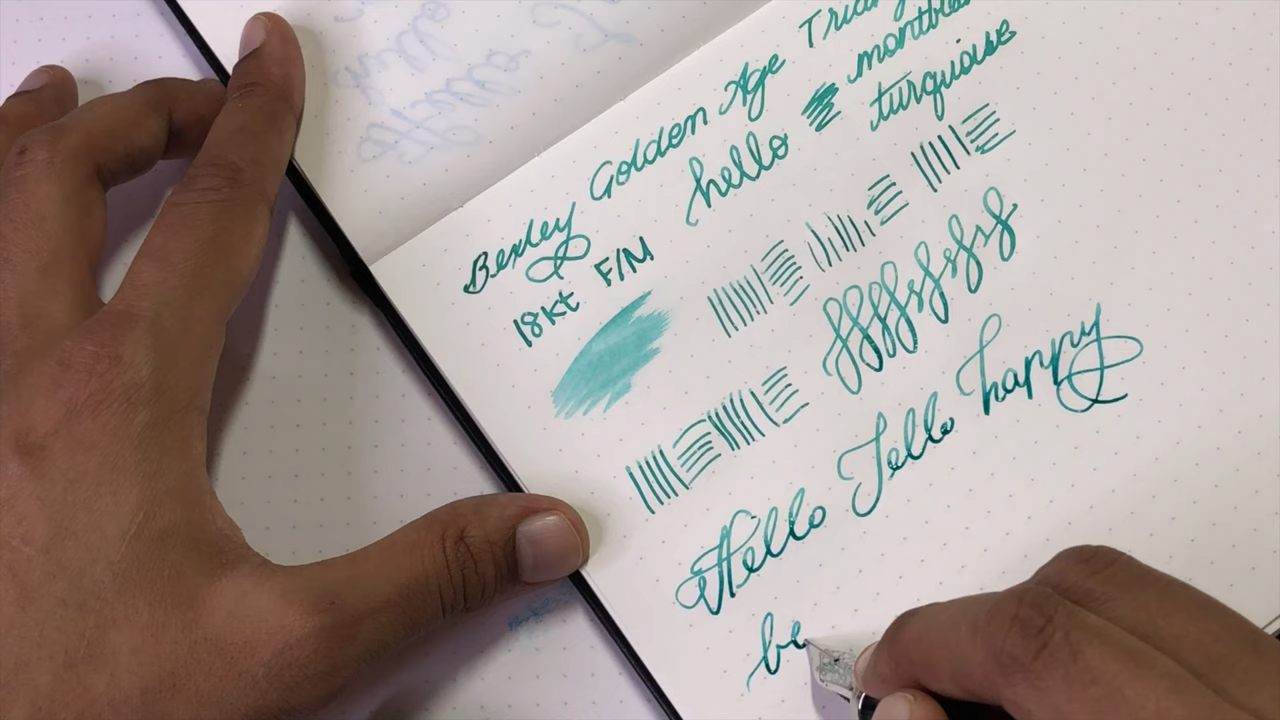 Bexley Golden Age
hello montblanc
turquoise
18kt F/M
Hello Jello happy
be